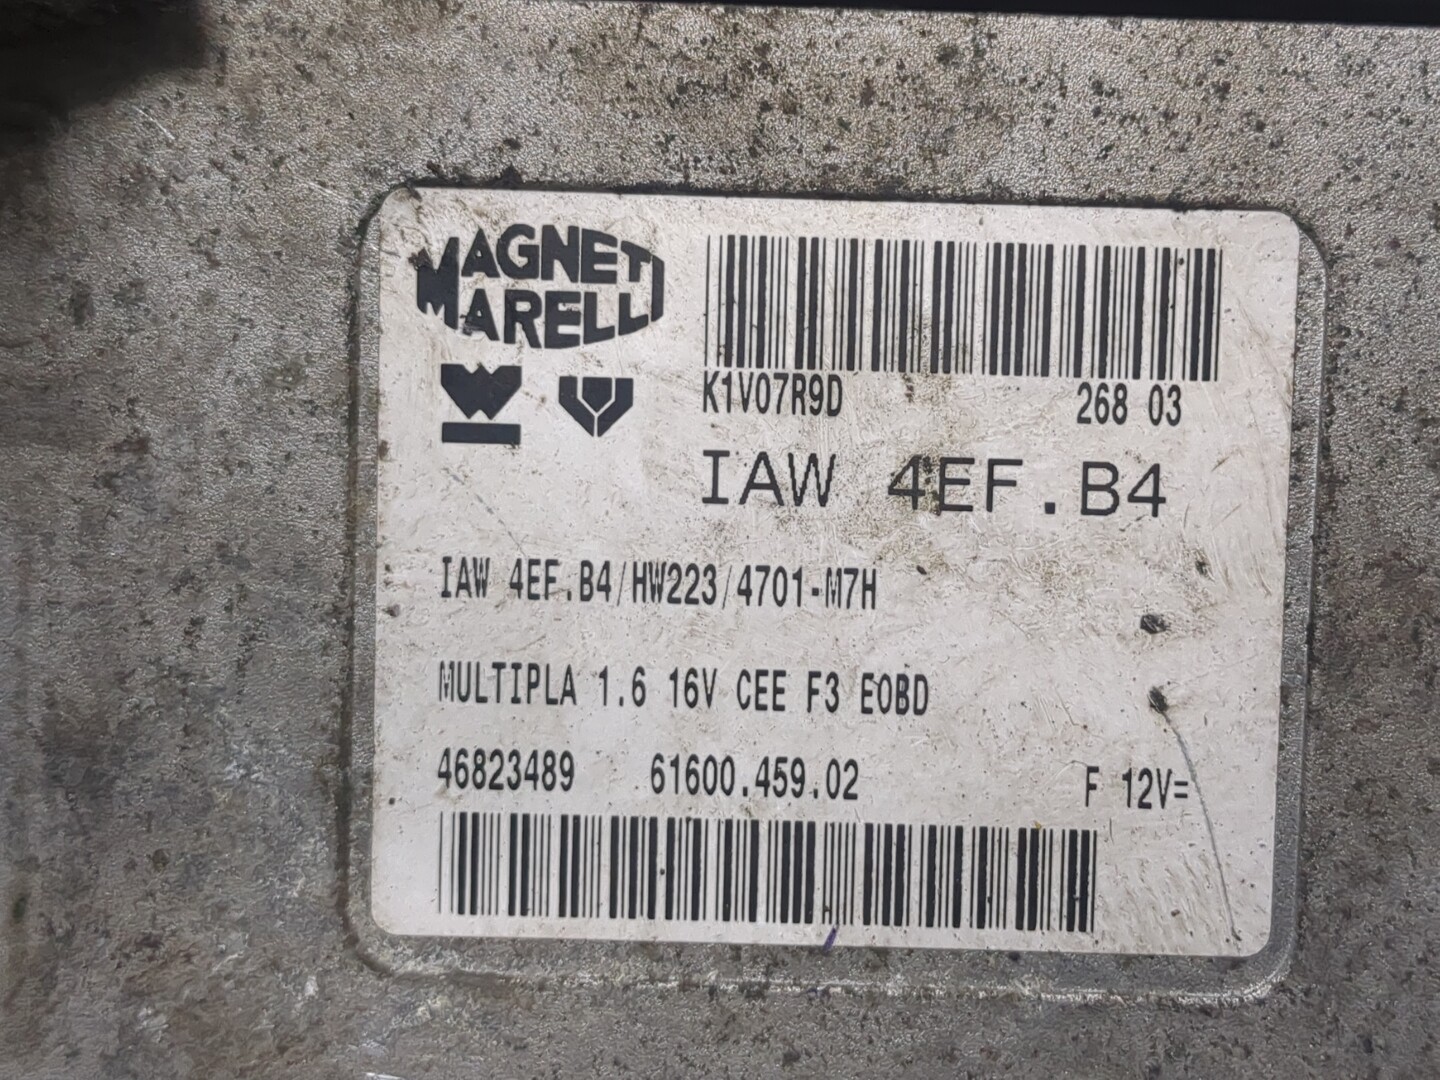 MAGNETI
MARELLI
K1V07R9D 268 03
IAW 4EF.B4
IAW 4EF.B4/HW223/4701-M7H
MULTIPLA 1.6 16V CEE F3 EOBD
46823489 61600.459.02 F 12V=